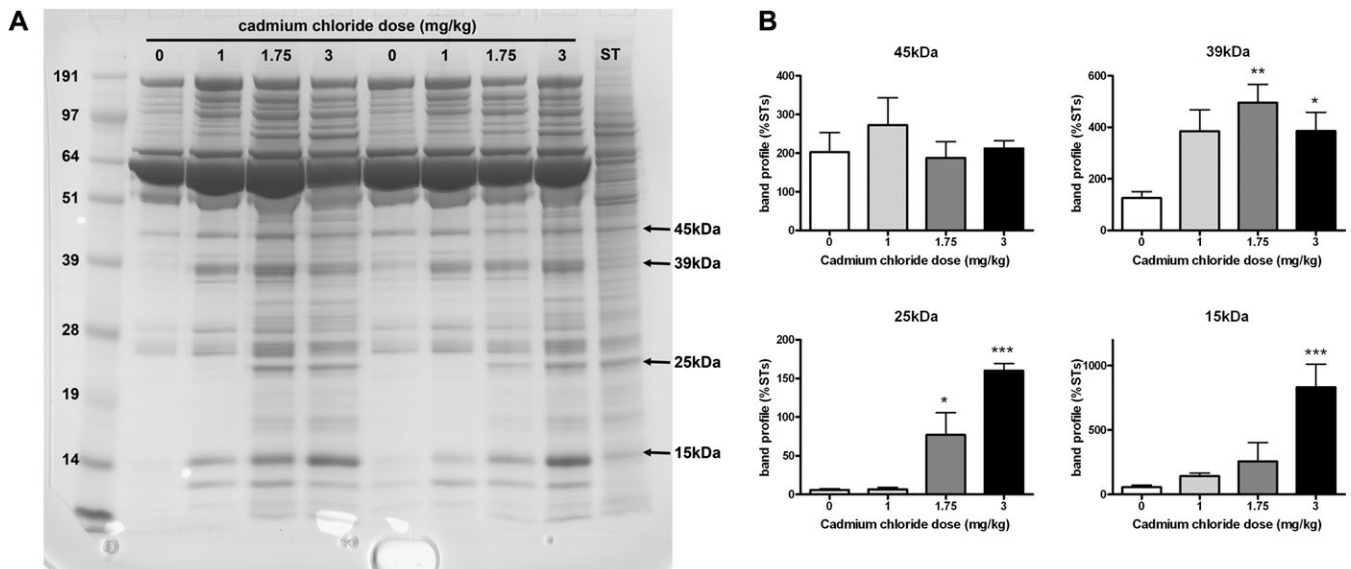 A
cadmium chloride dose (mg/kg)
0 1 1.75 3 0 1 1.75 3 ST
191
97
64
51
39
28
19
14
45kDa
39kDa
25kDa
15kDa
B
45kDa
band profile (%STs)
400
300
200
100
0
0 1 1.75 3
Cadmium chloride dose (mg/kg)
39kDa
band profile (%STs)
600
400
200
0
** *
0 1 1.75 3
Cadmium chloride dose (mg/kg)
25kDa
band profile (%STs)
200
150
100
50
0
* ***
0 1 1.75 3
Cadmium chloride dose (mg/kg)
15kDa
band profile (%STs)
1000
500
0
***
0 1 1.75 3
Cadmium chloride dose (mg/kg)